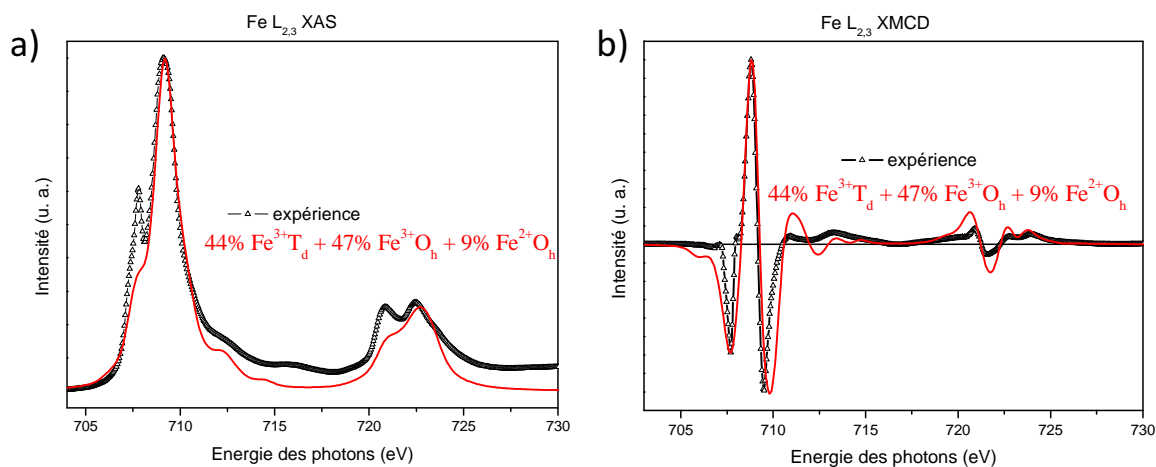 a)
Fe L2,3 XAS
Intensité (u. a.)
expérience
44% Fe3+Td + 47% Fe3+Oh + 9% Fe2+Oh
705 710 715 720 725 730
Energie des photons (eV)
b)
Fe L2,3 XMCD
Intensité (u. a.)
expérience
44% Fe3+Td + 47% Fe3+Oh + 9% Fe2+Oh
705 710 715 720 725 730
Energie des photons (eV)